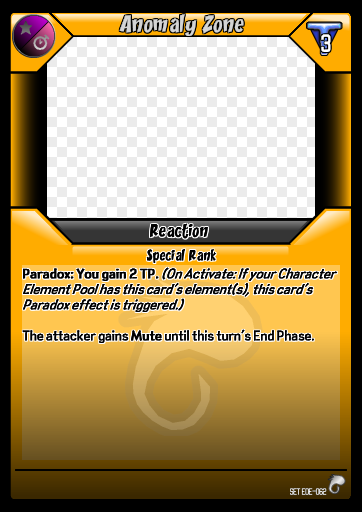 Anomaly Zone
3
Reaction
Special Rank
Paradox: You gain 2 TP. (On Activate: If your Character
Element Pool has this card's element(s), this card's
Paradox effect is triggered.)
The attacker gains Mute until this turn's End Phase.
SET EOE-062